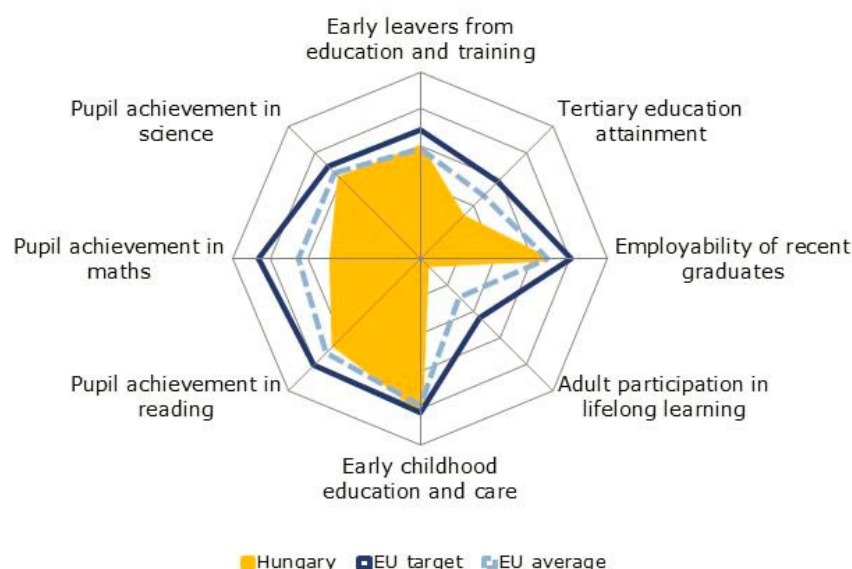 Early leavers from
education and training
Tertiary education
attainment
Employability of recent
graduates
Adult participation in
lifelong learning
Early childhood
education and care
Pupil achievement in
reading
Pupil achievement in
maths
Pupil achievement in
science
Hungary EU target EU average